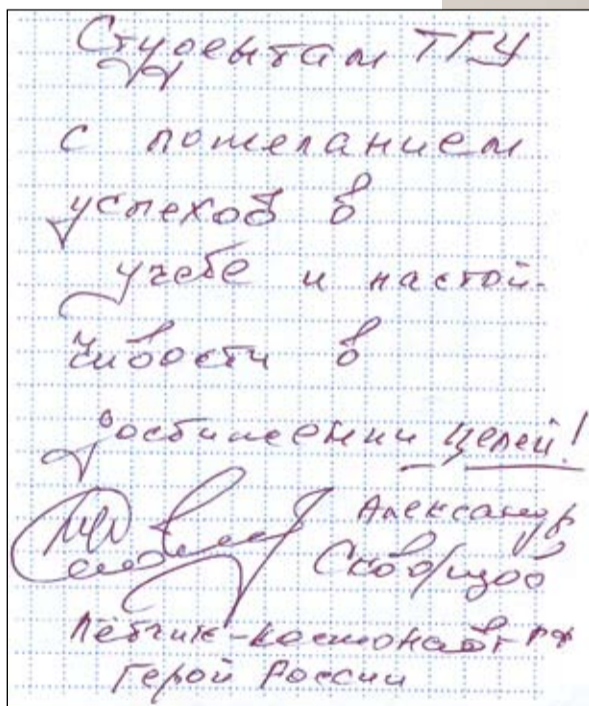 Студентам ТГУ
с пожеланием
успехов в
учебе и настой-
чивости в
достижении целей!
Александр
Скворцов
Лётчик-космонавт РФ
Герой России